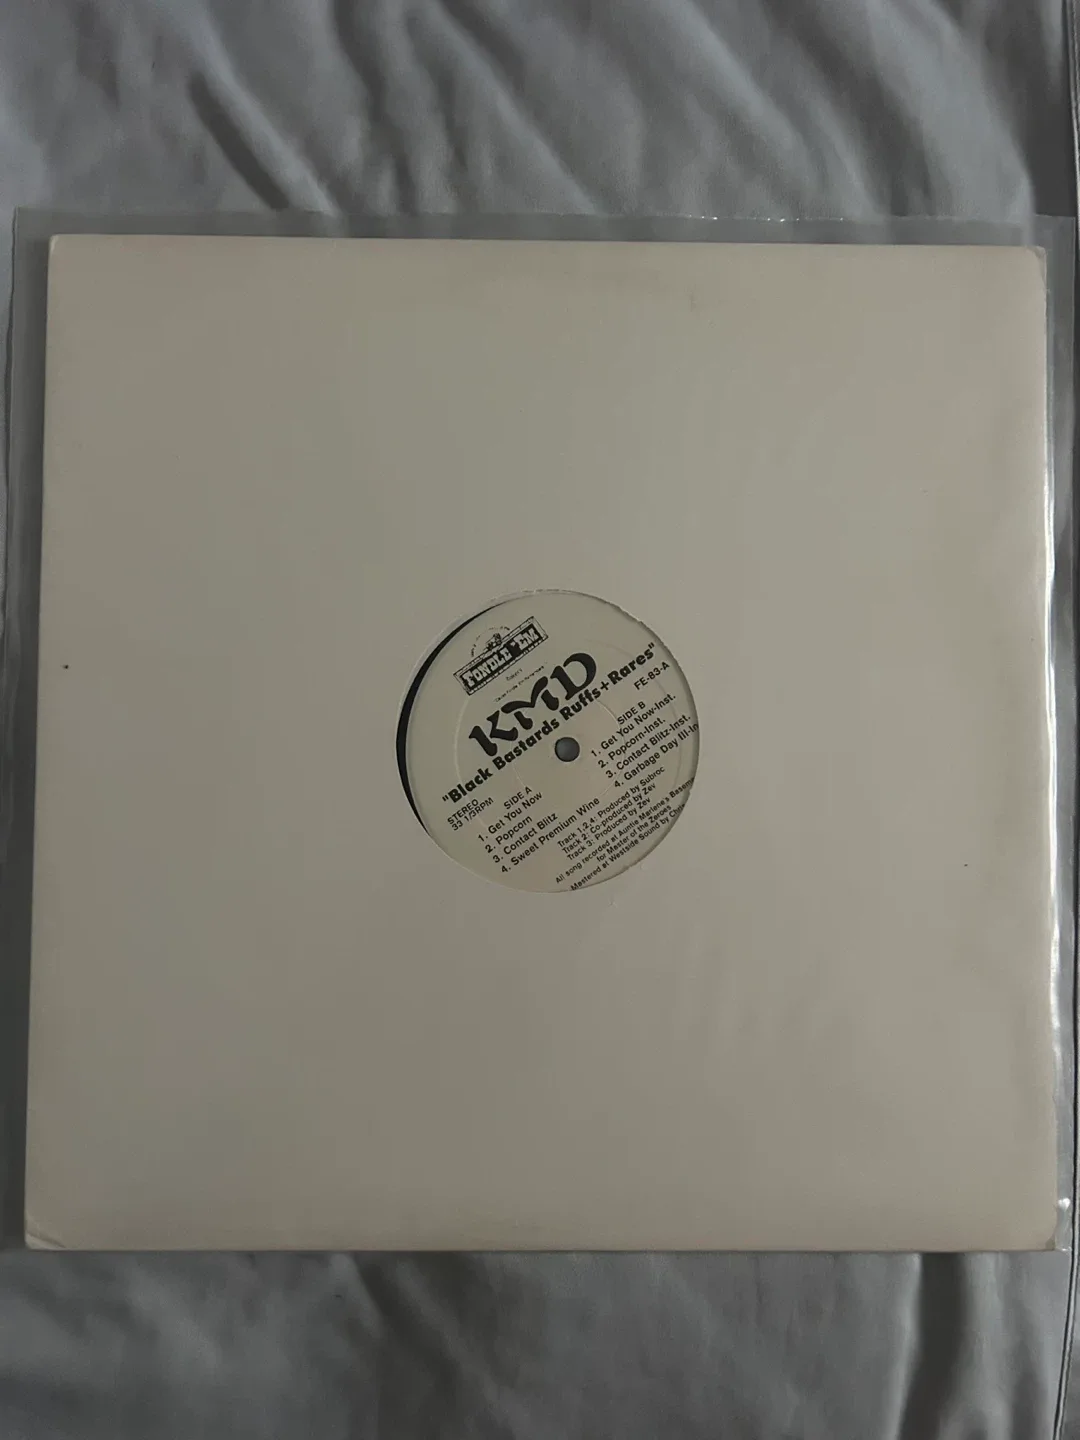 FONDLE 'EM
KMD
"Black Bastards Ruffs + Rares"
STEREO
33 1/3RPM
FE-83-A
SIDE A
1. Get You Now
2. Popcorn
3. Contact Blitz
4. Sweet Premium Wine
SIDE B
1. Get You Now-Inst.
2. Popcorn-Inst.
3. Contact Blitz-Inst.
4. Garbage Day III-In
Track 1,2,4: Produced by Subroc
Track 2: Co produced by Zev
Track 3: Produced by Zev
All song recorded at Auntie Marlene's Baseme
for Master of the Zeroes
Mastered at Westside Sound by